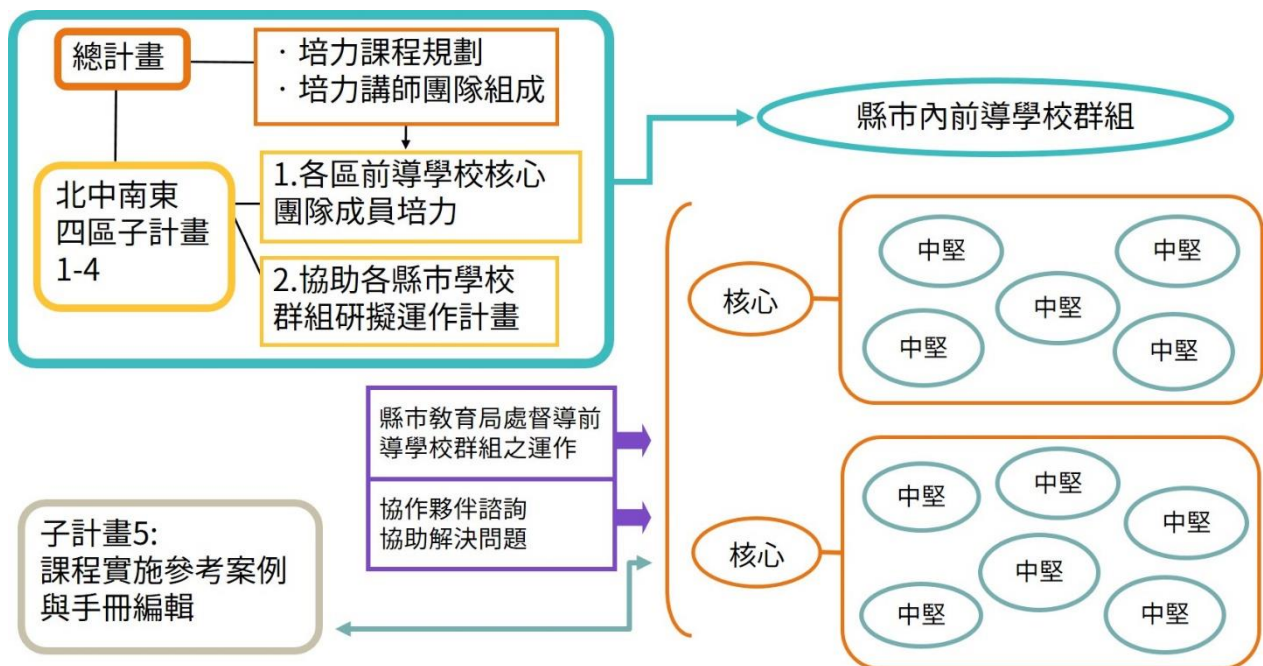 總計畫
‧培力課程規劃
‧培力講師團隊組成
北中南東
四區子計畫
1-4
1.各區前導學校核心
團隊成員培力
2.協助各縣市學校
群組研擬運作計畫
縣市內前導學校群組
核心
中堅
中堅
中堅
中堅
中堅
縣市教育局處督導前
導學校群組之運作
協作夥伴諮詢
協助解決問題
核心
中堅
中堅
中堅
中堅
中堅
中堅
子計畫5:
課程實施參考案例
與手冊編輯